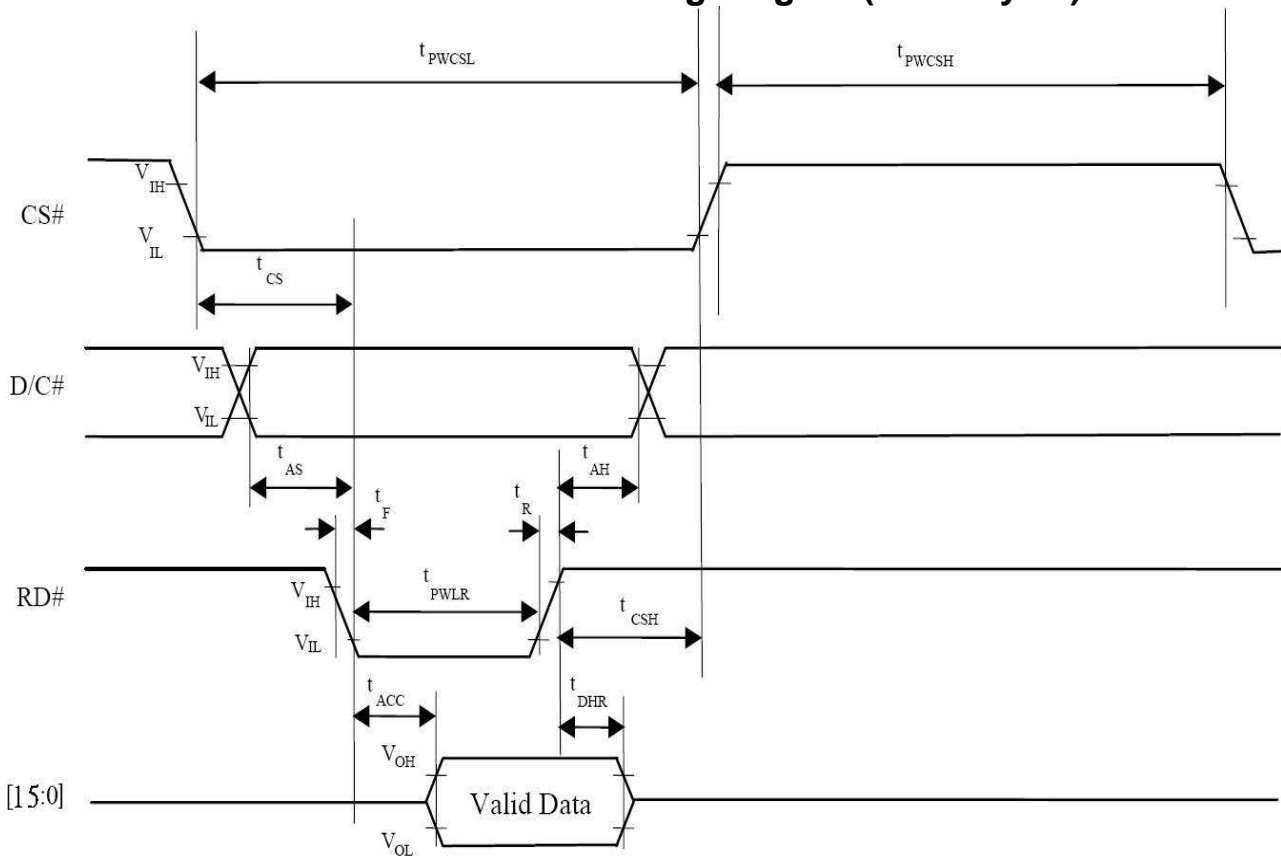 t PWCSL
t PWCSH
V IH
CS#
V IL
t CS
V IH
D/C#
V IL
t AS
t AH
t F
t R
V IH
RD#
t PWLR
V IL
t CSH
t ACC
t DHR
V OH
[15:0]
Valid Data
V OL